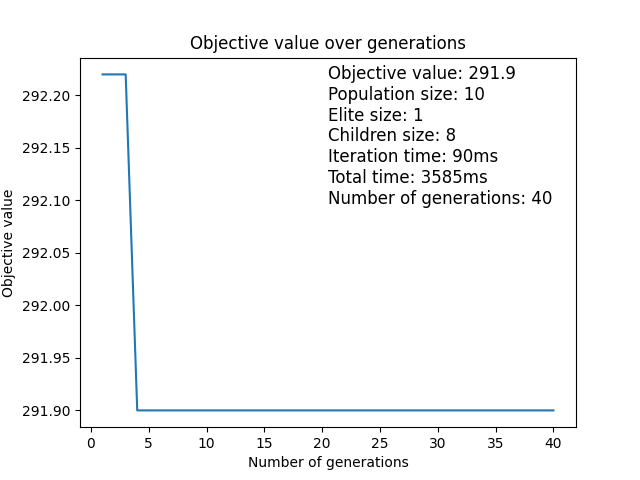 Objective value over generations
Objective value: 291.9
Population size: 10
Elite size: 1
Children size: 8
Iteration time: 90ms
Total time: 3585ms
Number of generations: 40
Objective value
292.20
292.15
292.10
292.05
292.00
291.95
291.90
0 5 10 15 20 25 30 35 40
Number of generations